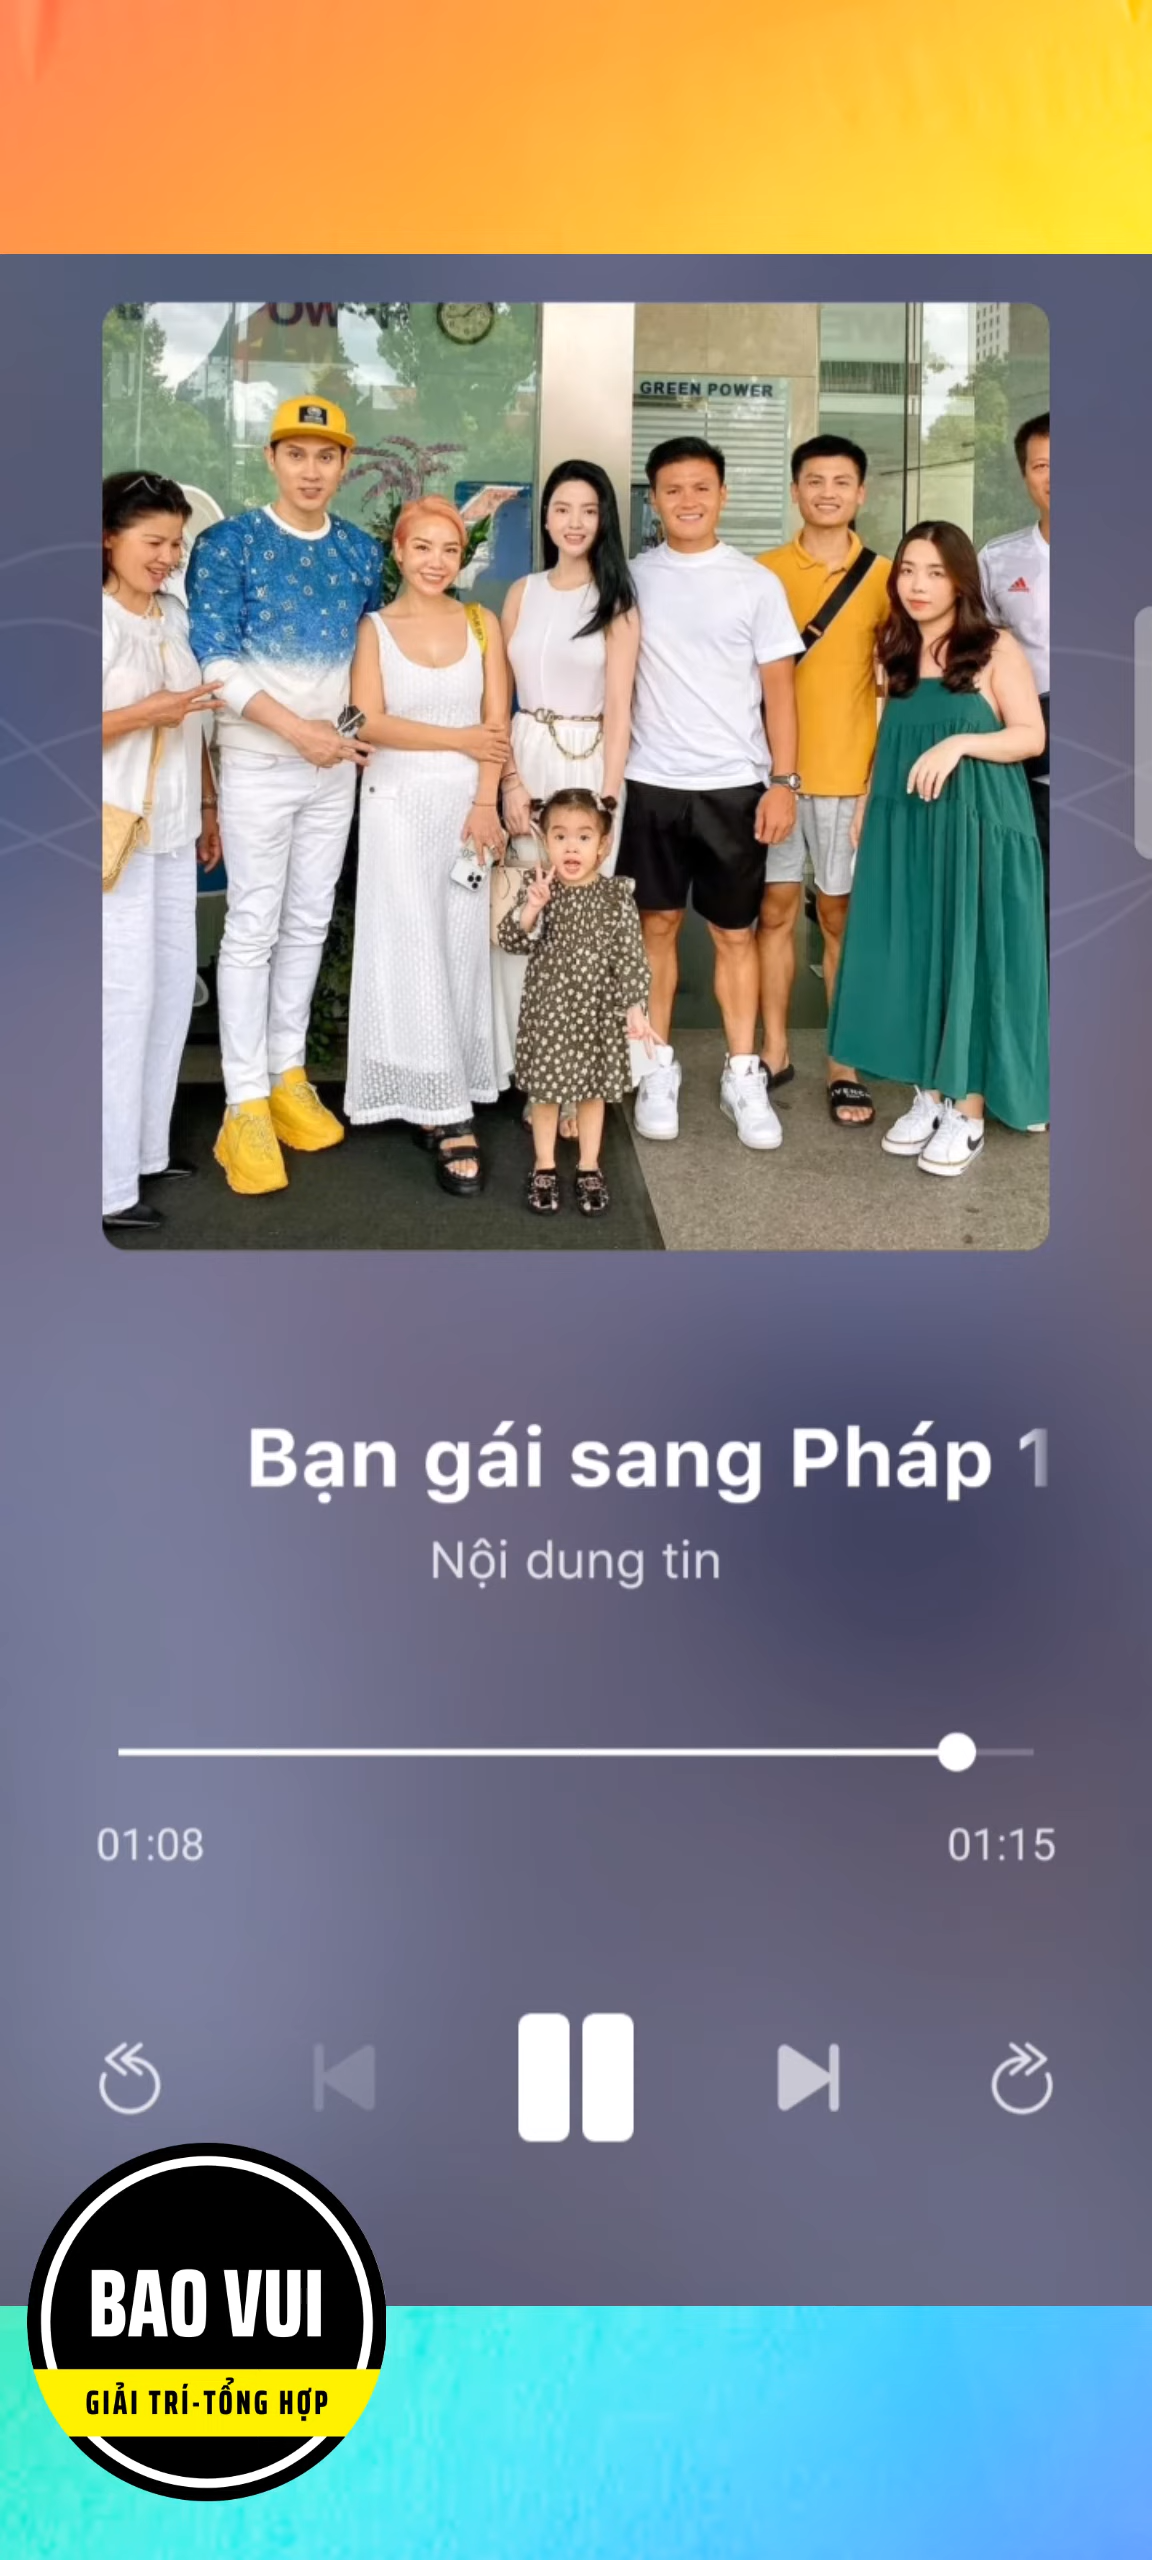 GREEN POWER
Bạn gái sang Pháp 1
Nội dung tin
01:08
01:15
BAO VUI
GIẢI TRÍ-TỔNG HỢP